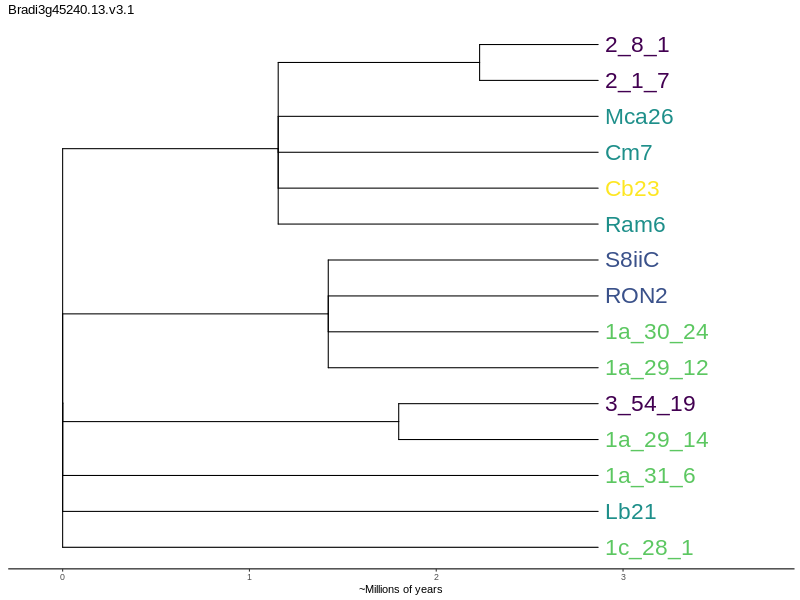 Bradi3g45240.13.v3.1
2_8_1
2_1_7
Mca26
Cm7
Cb23
Ram6
S8iiC
RON2
1a_30_24
1a_29_12
3_54_19
1a_29_14
1a_31_6
Lb21
1c_28_1
0 1 2 3
~Millions of years